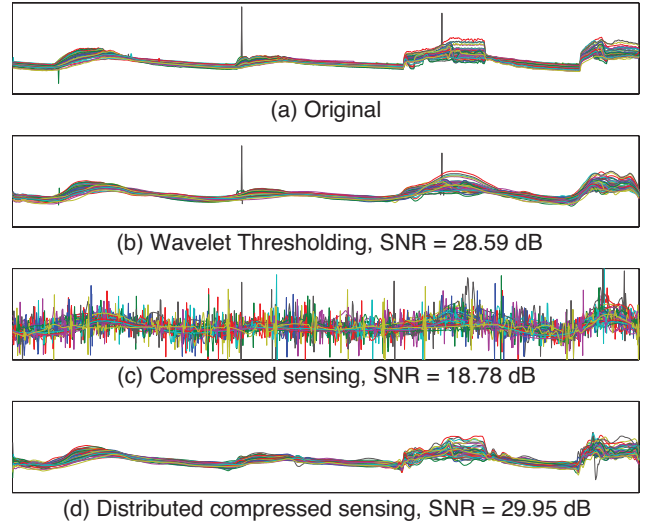 (a) Original
(b) Wavelet Thresholding, SNR = 28.59 dB
(c) Compressed sensing, SNR = 18.78 dB
(d) Distributed compressed sensing, SNR = 29.95 dB